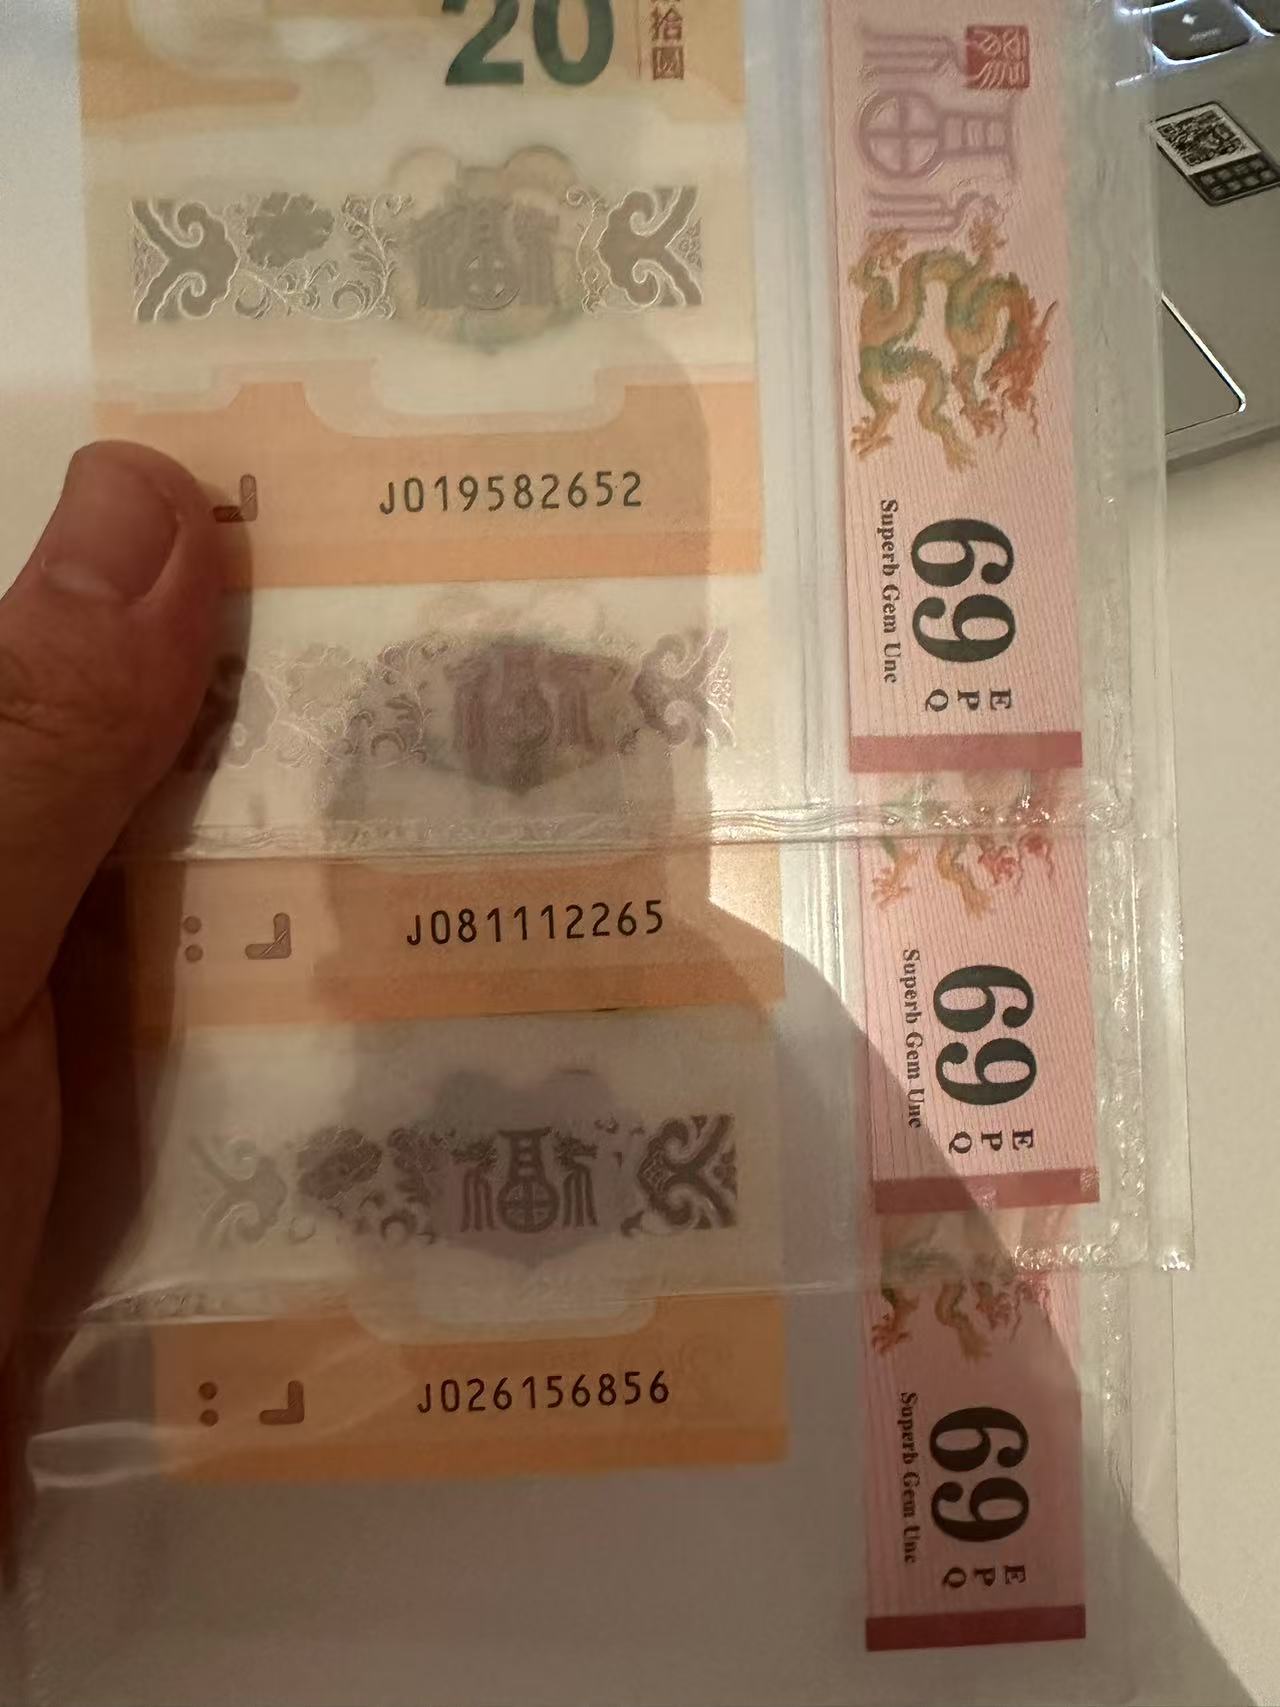 20
拾
圆
J019582652
69
E
P
Q
Superb Gem Unc
J081112265
69
E
P
Q
Superb Gem Unc
J026156856
69
E
P
Q
Superb Gem Unc